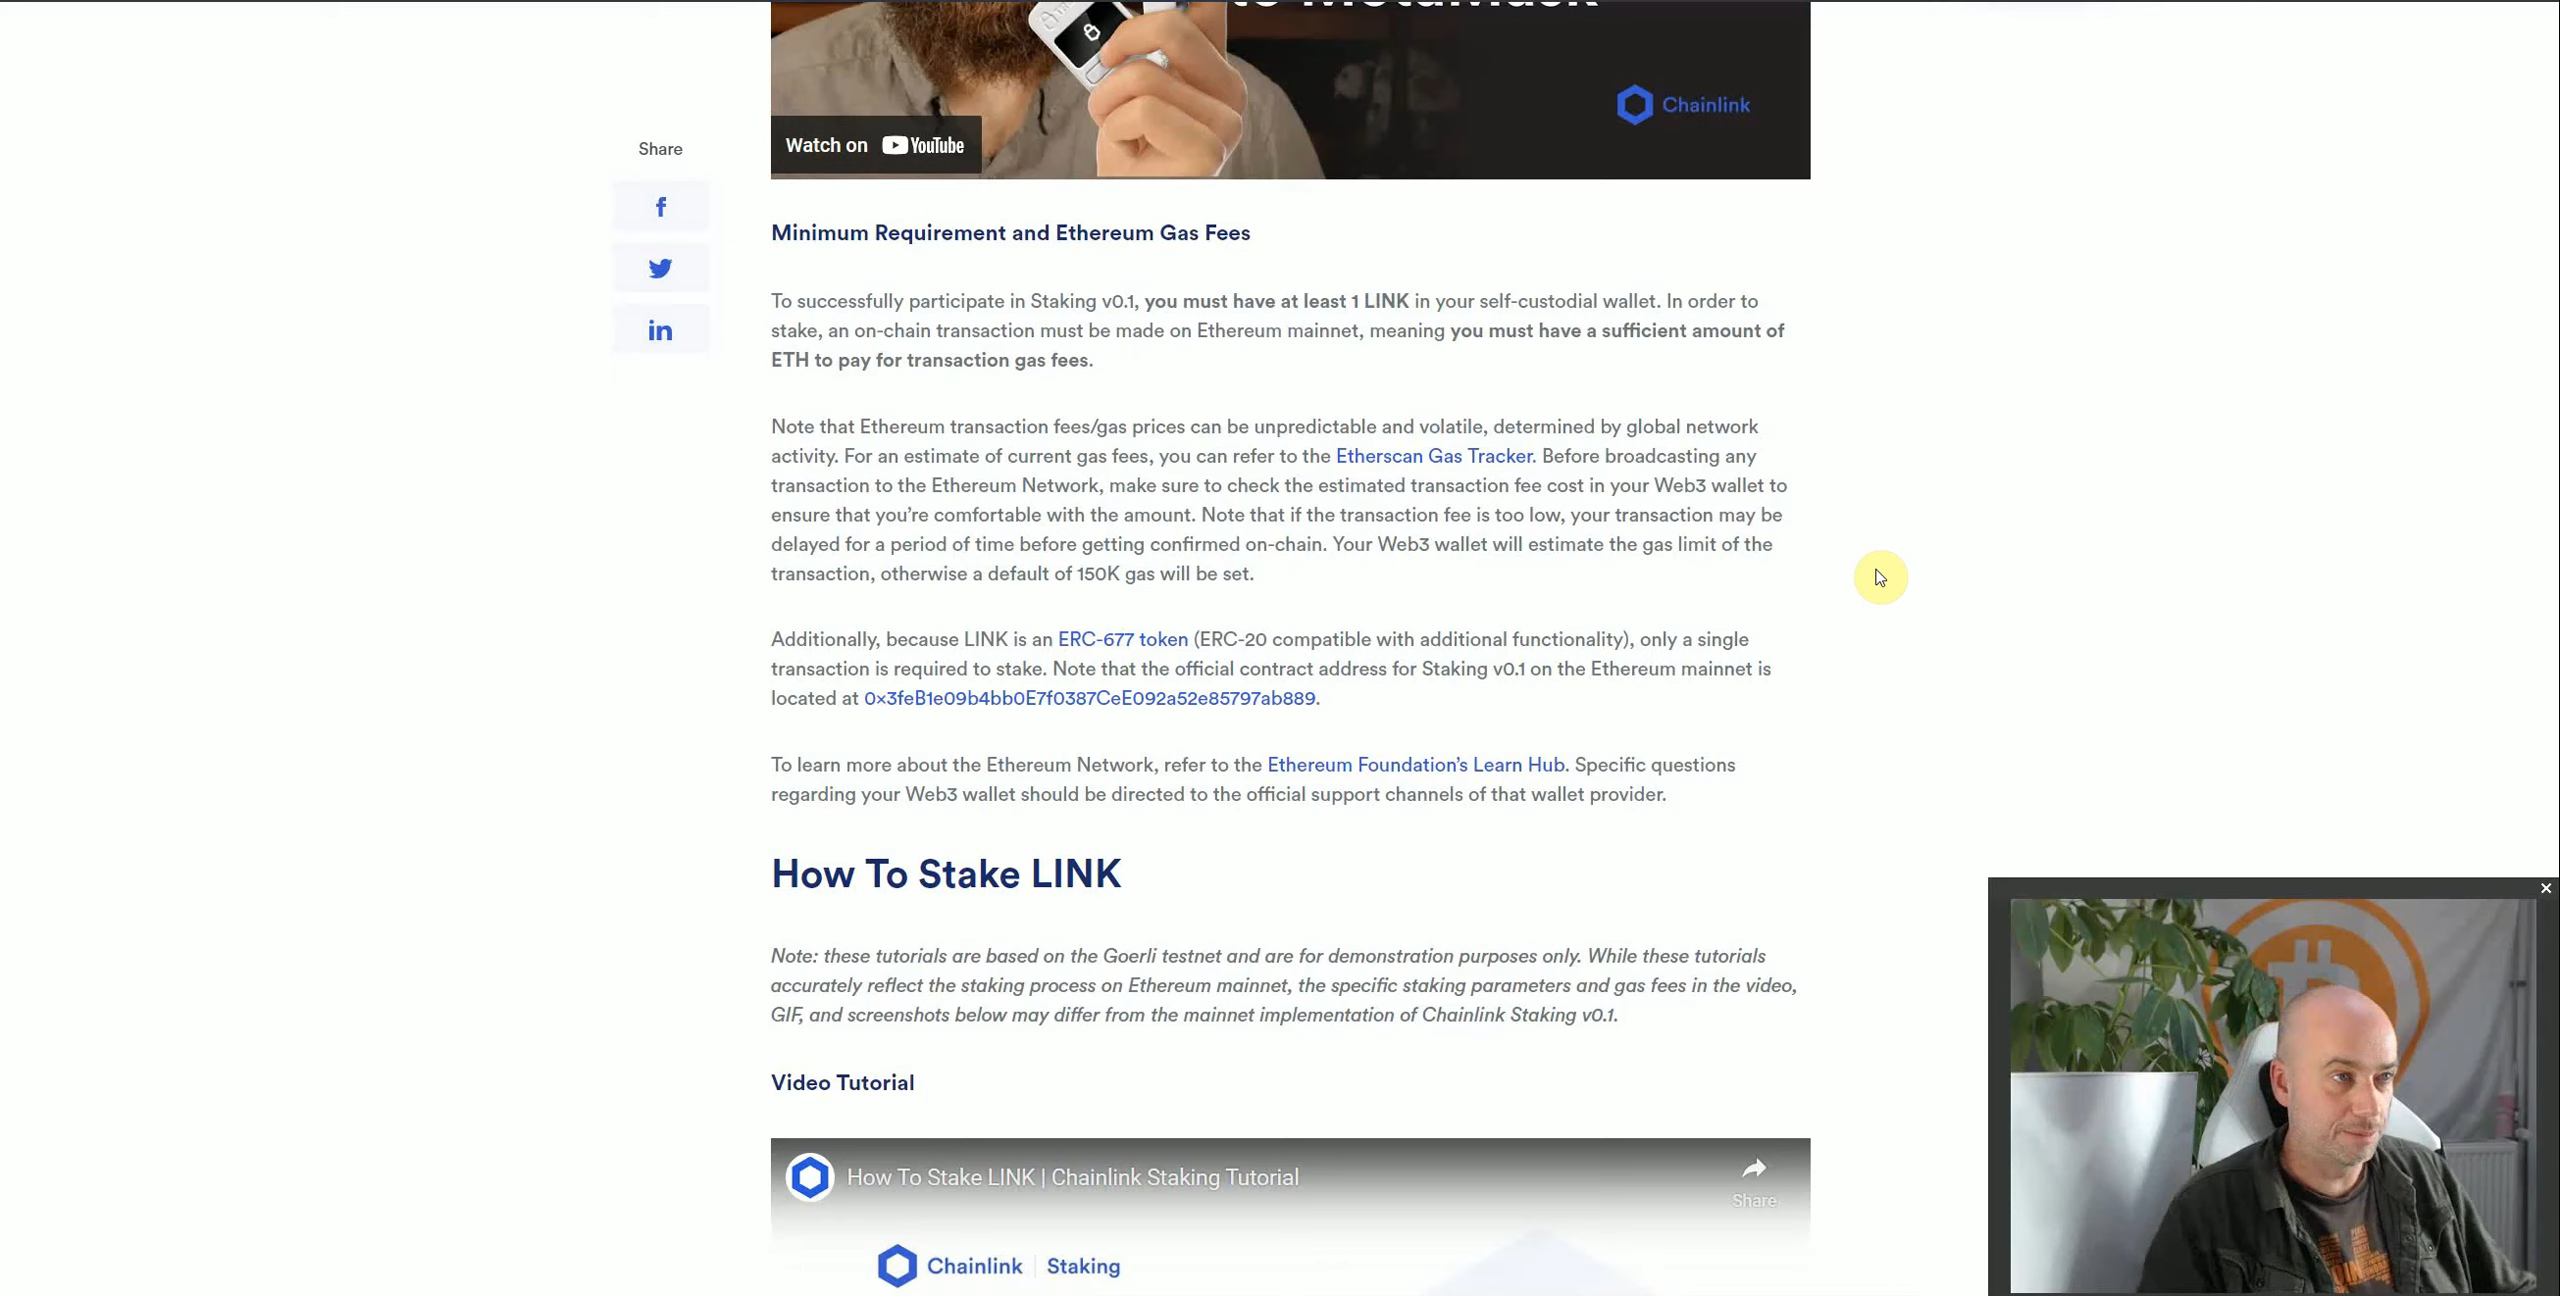 Chainlink
Watch on YouTube
Share
Minimum Requirement and Ethereum Gas Fees
To successfully participate in Staking v0.1, you must have at least 1 LINK in your self-custodial wallet. In order to
stake, an on-chain transaction must be made on Ethereum mainnet, meaning you must have a sufficient amount of
ETH to pay for transaction gas fees.
Note that Ethereum transaction fees/gas prices can be unpredictable and volatile, determined by global network
activity. For an estimate of current gas fees, you can refer to the Etherscan Gas Tracker. Before broadcasting any
transaction to the Ethereum Network, make sure to check the estimated transaction fee cost in your Web3 wallet to
ensure that you're comfortable with the amount. Note that if the transaction fee is too low, your transaction may be
delayed for a period of time before getting confirmed on-chain. Your Web3 wallet will estimate the gas limit of the
transaction, otherwise a default of 150K gas will be set.
Additionally, because LINK is an ERC-677 token (ERC-20 compatible with additional functionality), only a single
transaction is required to stake. Note that the official contract address for Staking v0.1 on the Ethereum mainnet is
located at 0x3feB1e09b4bb0E7f0387CeE092a52e85797ab889.
To learn more about the Ethereum Network, refer to the Ethereum Foundation's Learn Hub. Specific questions
regarding your Web3 wallet should be directed to the official support channels of that wallet provider.
How To Stake LINK
Note: these tutorials are based on the Goerli testnet and are for demonstration purposes only. While these tutorials
accurately reflect the staking process on Ethereum mainnet, the specific staking parameters and gas fees in the video,
GIF, and screenshots below may differ from the mainnet implementation of Chainlink Staking v0.1.
Video Tutorial
How To Stake LINK | Chainlink Staking Tutorial
Share
Chainlink | Staking